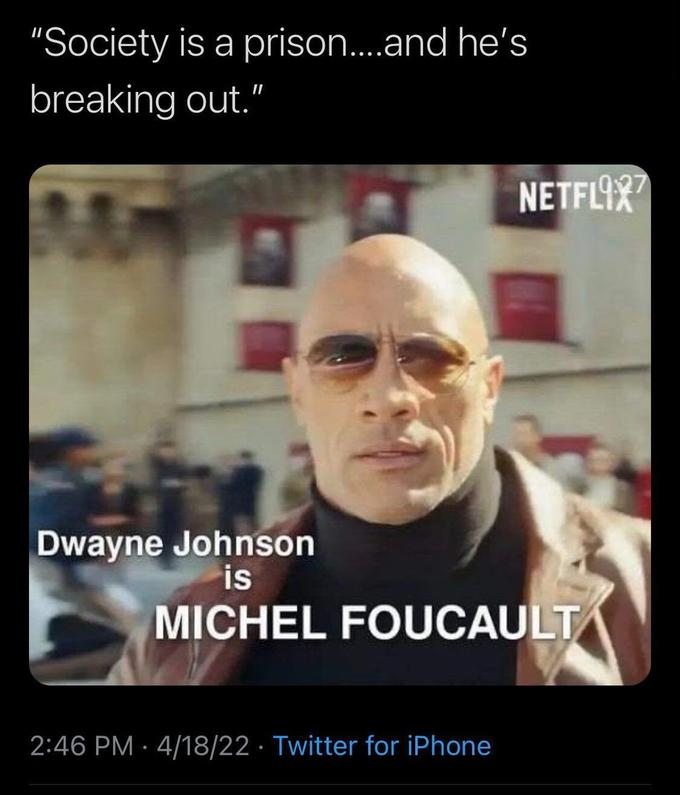 “Society is a prison....and he’s
breaking out.”
NETFLIX
9:27
Dwayne Johnson
is
MICHEL FOUCAULT
2:46 PM · 4/18/22 · Twitter for iPhone